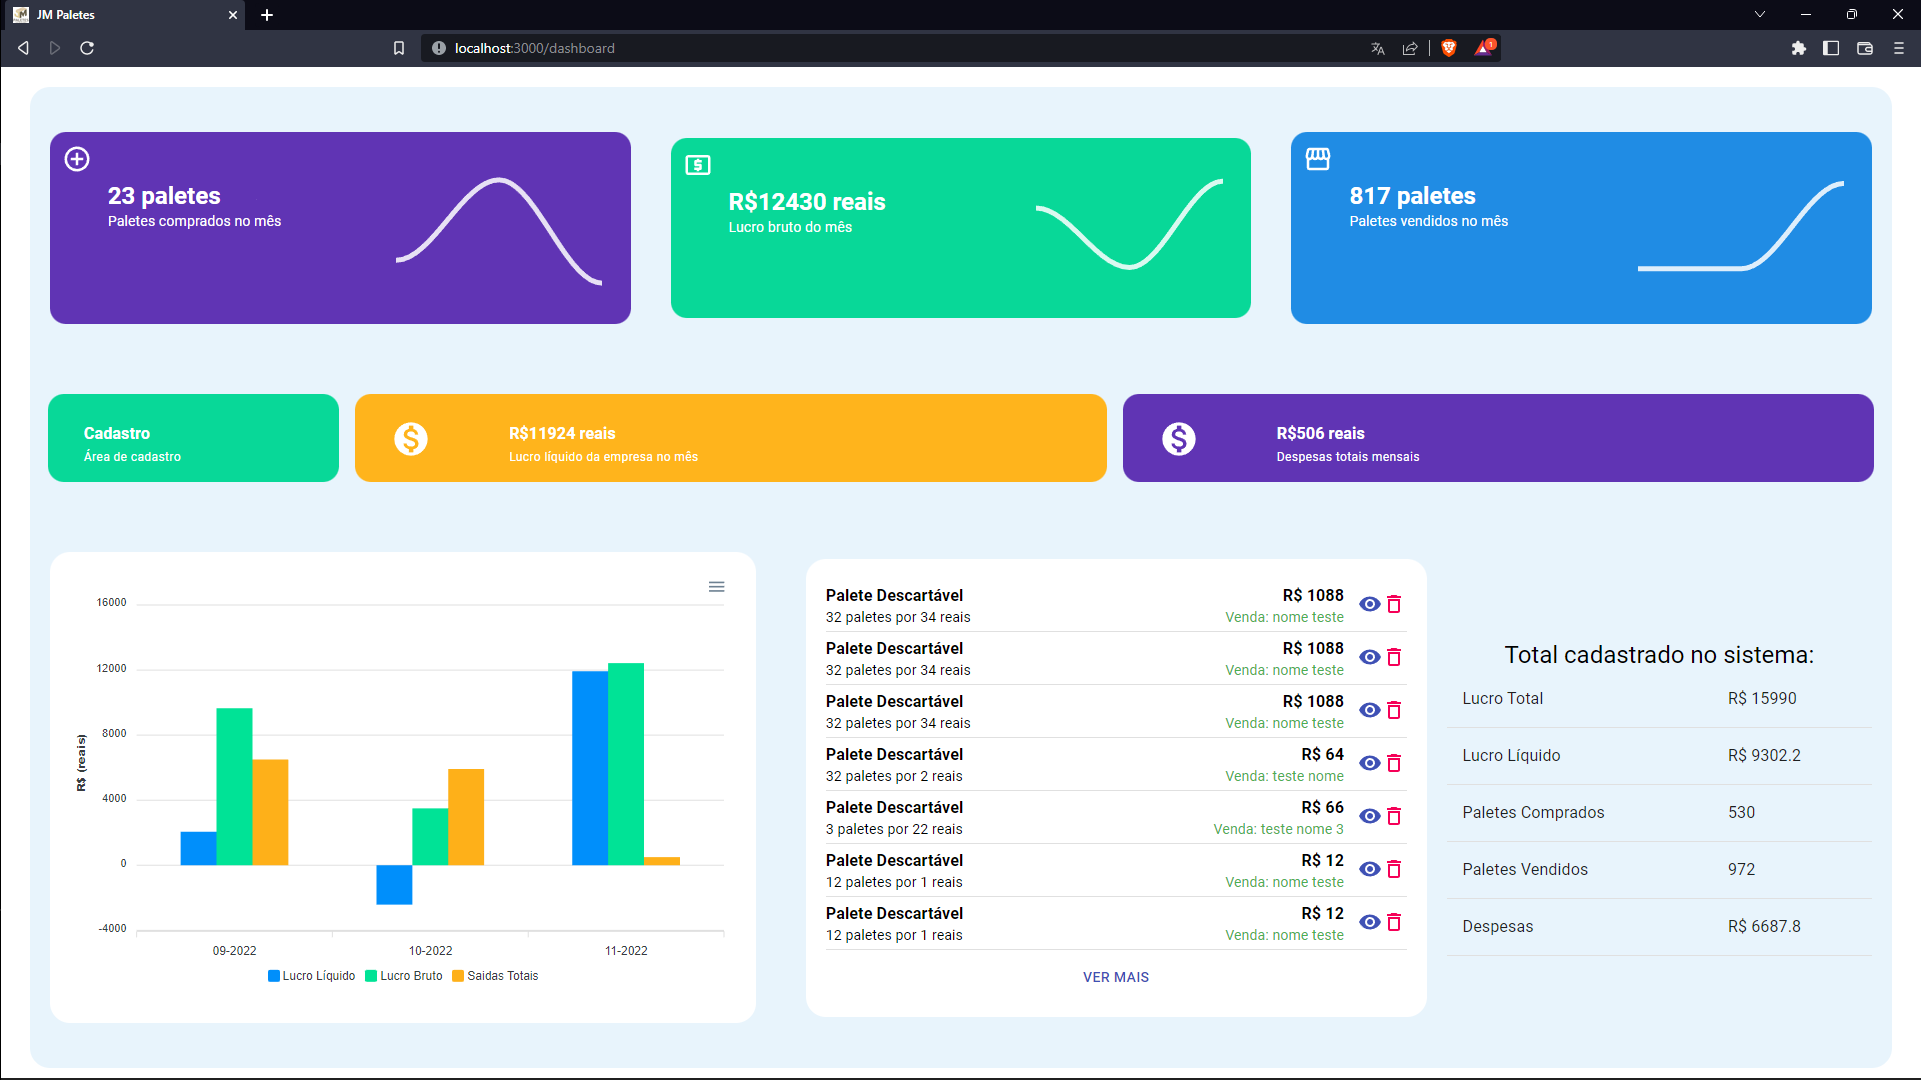 JM Paletes
localhost:3000/dashboard
1
23 paletes
Paletes comprados no mês
R$12430 reais
Lucro bruto do mês
817 paletes
Paletes vendidos no mês
Cadastro
Área de cadastro
R$11924 reais
Lucro líquido da empresa no mês
R$506 reais
Despesas totais mensais
16000
12000
8000
4000
0
-4000
R$ (reais)
09-2022
10-2022
11-2022
Lucro Líquido
Lucro Bruto
Saidas Totais
Palete Descartável R$ 1088
32 paletes por 34 reais Venda: nome teste
Palete Descartável R$ 1088
32 paletes por 34 reais Venda: nome teste
Palete Descartável R$ 1088
32 paletes por 34 reais Venda: nome teste
Palete Descartável R$ 64
32 paletes por 2 reais Venda: teste nome
Palete Descartável R$ 66
3 paletes por 22 reais Venda: teste nome 3
Palete Descartável R$ 12
12 paletes por 1 reais Venda: nome teste
Palete Descartável R$ 12
12 paletes por 1 reais Venda: nome teste
VER MAIS
Total cadastrado no sistema:
Lucro Total R$ 15990
Lucro Líquido R$ 9302.2
Paletes Comprados 530
Paletes Vendidos 972
Despesas R$ 6687.8